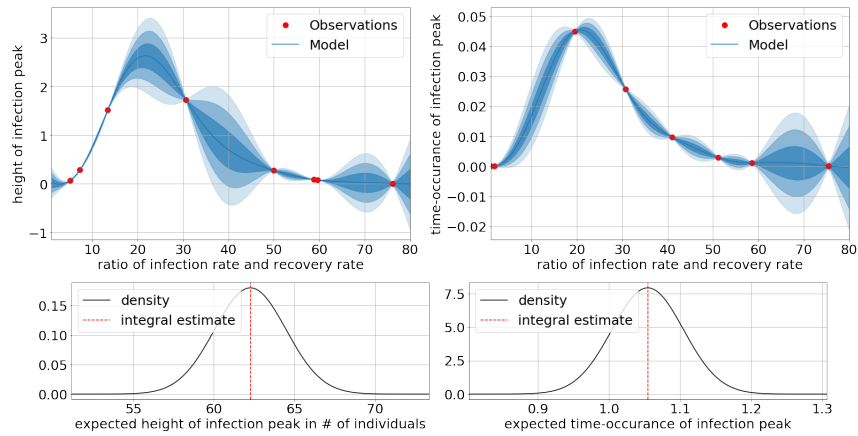 height of infection peak
3
2
1
0
−1
10 20 30 40 50 60 70 80
ratio of infection rate and recovery rate
Observations
Model
time-occurance of infection peak
0.05
0.04
0.03
0.02
0.01
0.00
−0.01
−0.02
10 20 30 40 50 60 70 80
ratio of infection rate and recovery rate
Observations
Model
0.15
0.10
0.05
0.00
55 60 65 70
expected height of infection peak in # of individuals
density
integral estimate
7.5
5.0
2.5
0.0
0.9 1.0 1.1 1.2 1.3
expected time-occurance of infection peak
density
integral estimate